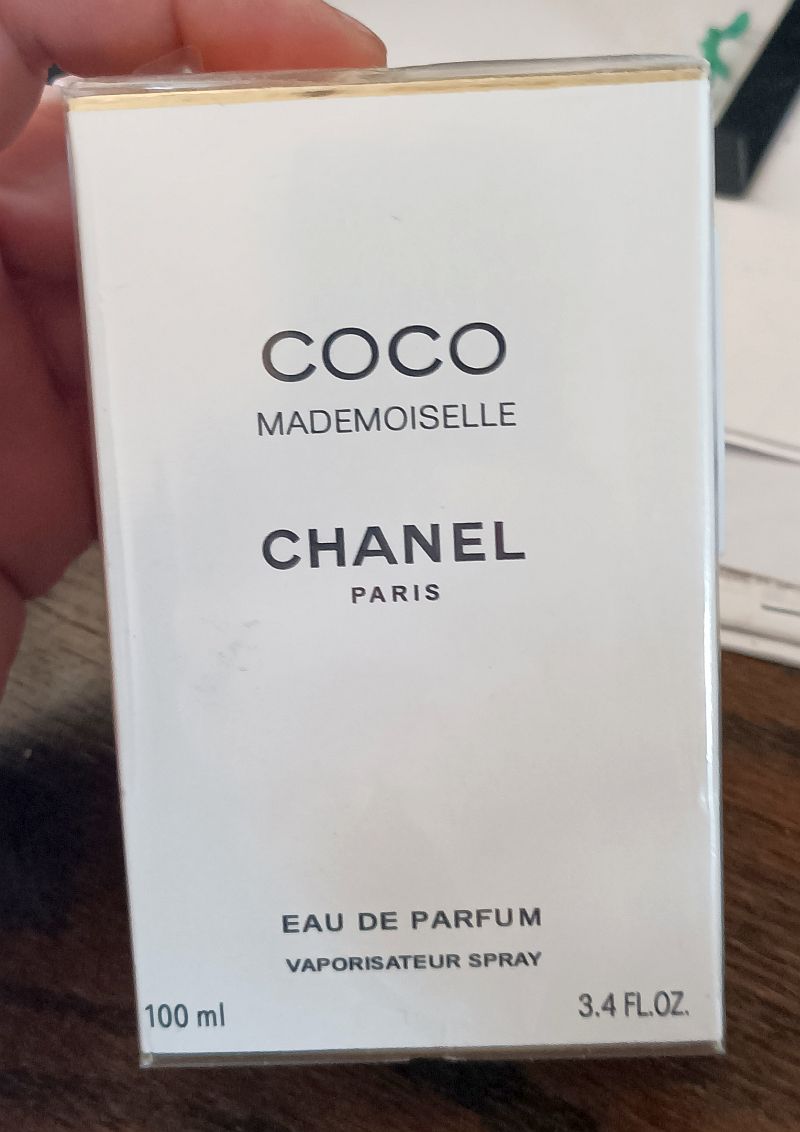 COCO
MADEMOISELLE
CHANEL
PARIS
EAU DE PARFUM
VAPORISATEUR SPRAY
100 ml 3.4 FL.OZ.